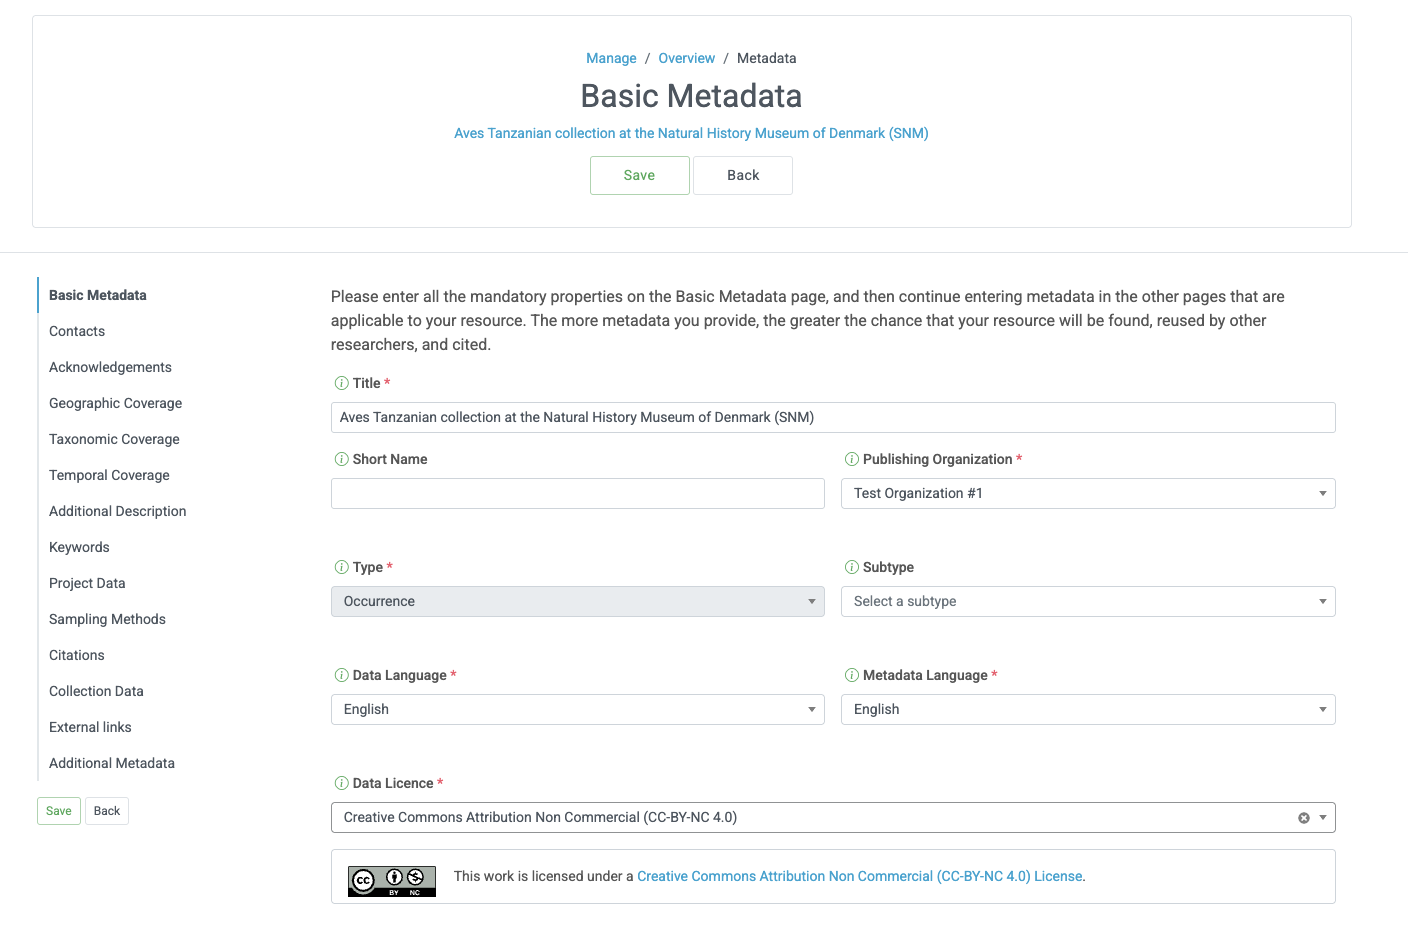 Manage / Overview / Metadata
Basic Metadata
Aves Tanzanian collection at the Natural History Museum of Denmark (SNM)
Save Back
Basic Metadata
Contacts
Acknowledgements
Geographic Coverage
Taxonomic Coverage
Temporal Coverage
Additional Description
Keywords
Project Data
Sampling Methods
Citations
Collection Data
External links
Additional Metadata
Save Back
Please enter all the mandatory properties on the Basic Metadata page, and then continue entering metadata in the other pages that are
applicable to your resource. The more metadata you provide, the greater the chance that your resource will be found, reused by other
researchers, and cited.
Title *
Aves Tanzanian collection at the Natural History Museum of Denmark (SNM)
Short Name
Publishing Organization *
Test Organization #1
Type *
Occurrence
Subtype
Select a subtype
Data Language *
English
Metadata Language *
English
Data Licence *
Creative Commons Attribution Non Commercial (CC-BY-NC 4.0)
cc BY NC
This work is licensed under a Creative Commons Attribution Non Commercial (CC-BY-NC 4.0) License.